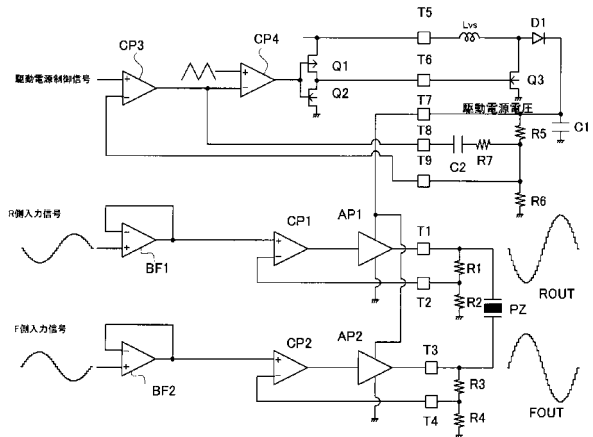 T5
Lvs
D1
CP3
CP4
Q1
Q2
T6
Q3
駆動電源制御信号
T7
駆動電源電圧
T8
R5
C1
T9
C2
R7
R6
R側入力信号
CP1
AP1
T1
BF1
R1
T2
R2
ROUT
PZ
F側入力信号
CP2
AP2
T3
BF2
R3
T4
R4
FOUT